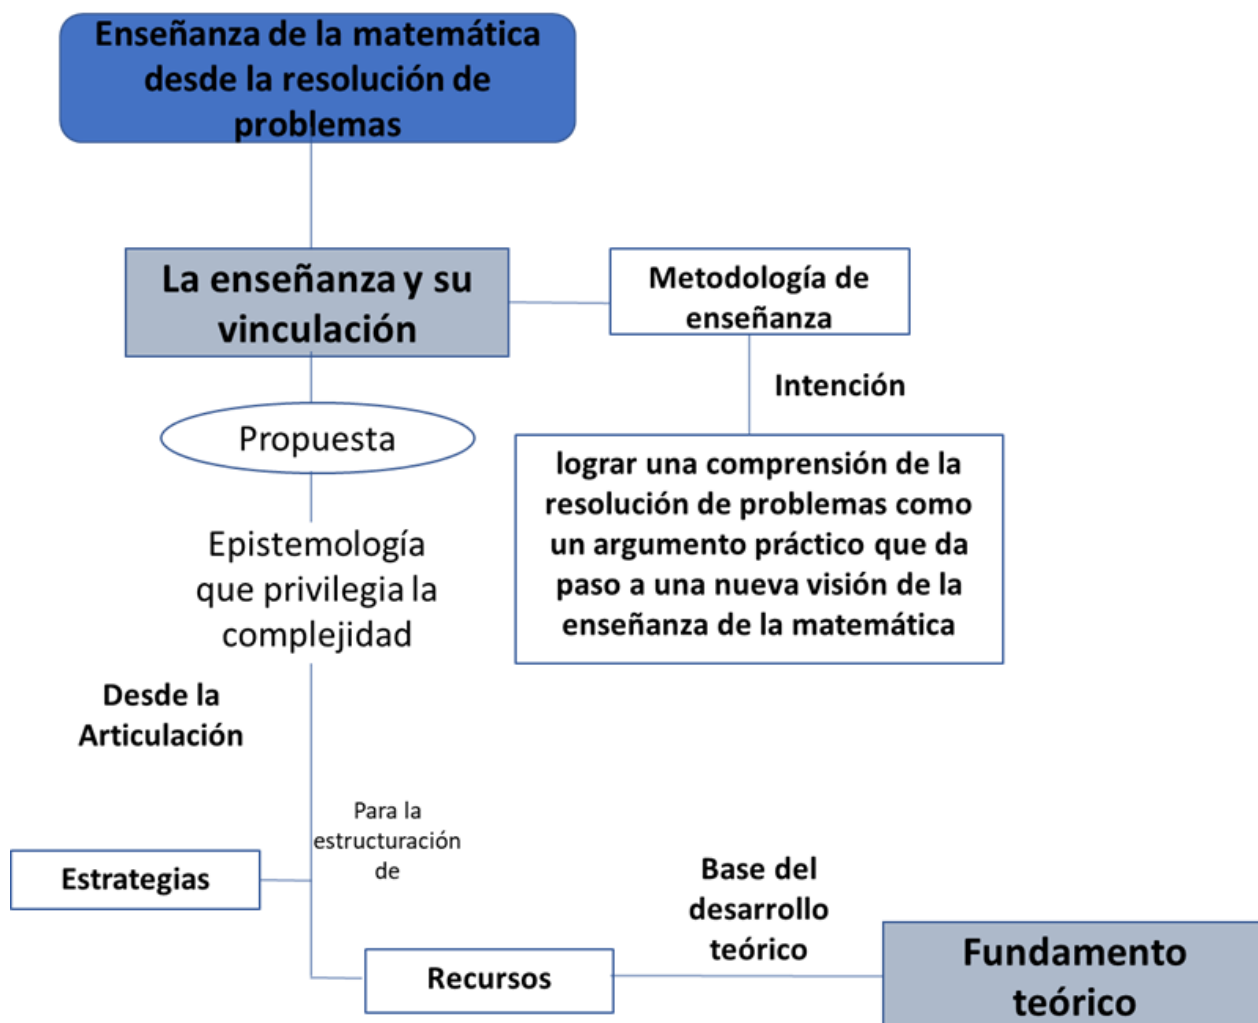 Enseñanza de la matemática
desde la resolución de
problemas
La enseñanza y su
vinculación
Metodología de
enseñanza
Intención
Propuesta
lograr una comprensión de la
resolución de problemas como
un argumento práctico que da
paso a una nueva visión de la
enseñanza de la matemática
Epistemología
que privilegia la
complejidad
Desde la
Articulación
Para la
estructuración
de
Estrategias
Base del
desarrollo
teórico
Recursos
Fundamento
teórico